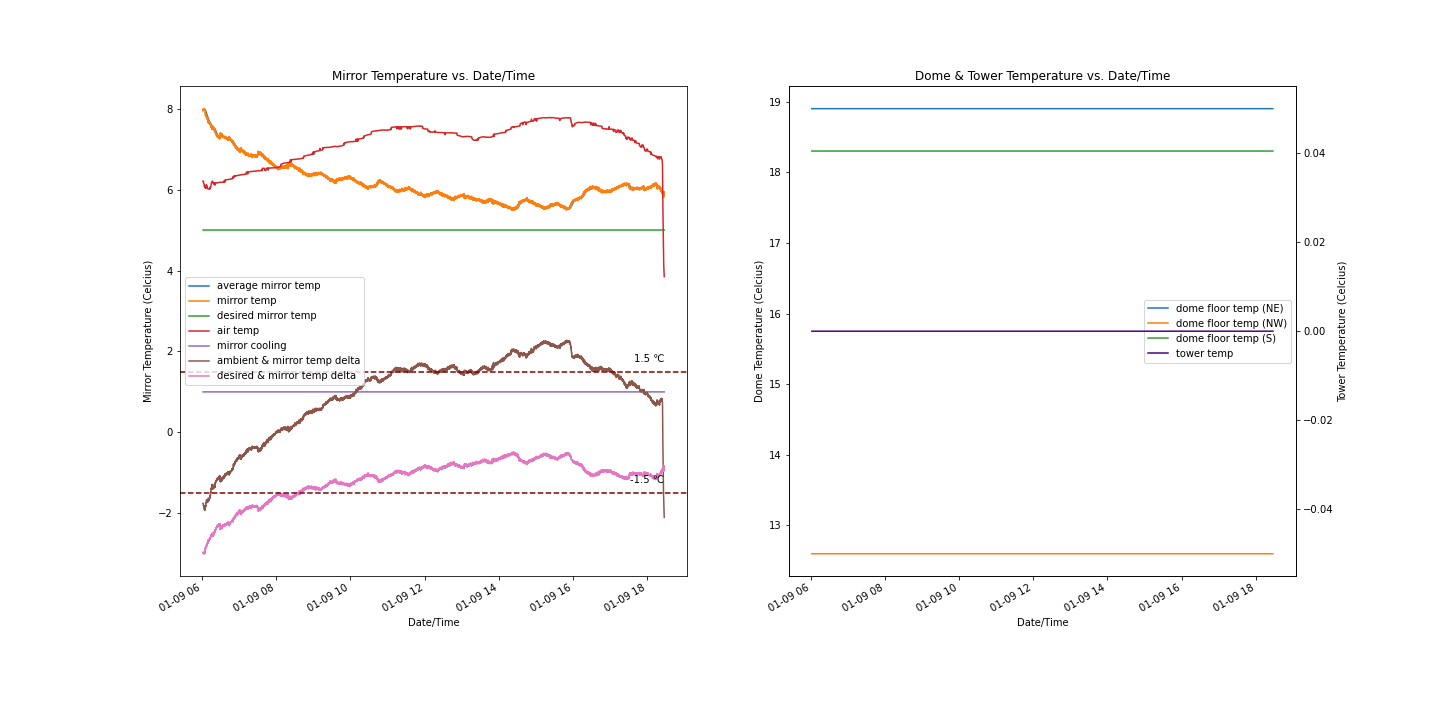 Mirror Temperature vs. Date/Time
Mirror Temperature (Celcius)
8
6
4
2
0
−2
average mirror temp
mirror temp
desired mirror temp
air temp
mirror cooling
ambient & mirror temp delta
desired & mirror temp delta
1.5 °C
-1.5 °C
01-09 06
01-09 08
01-09 10
01-09 12
01-09 14
01-09 16
01-09 18
Date/Time
Dome & Tower Temperature vs. Date/Time
Dome Temperature (Celcius)
19
18
17
16
15
14
13
dome floor temp (NE)
dome floor temp (NW)
dome floor temp (S)
tower temp
0.04
0.02
0.00
−0.02
−0.04
Tower Temperature (Celcius)
01-09 06
01-09 08
01-09 10
01-09 12
01-09 14
01-09 16
01-09 18
Date/Time